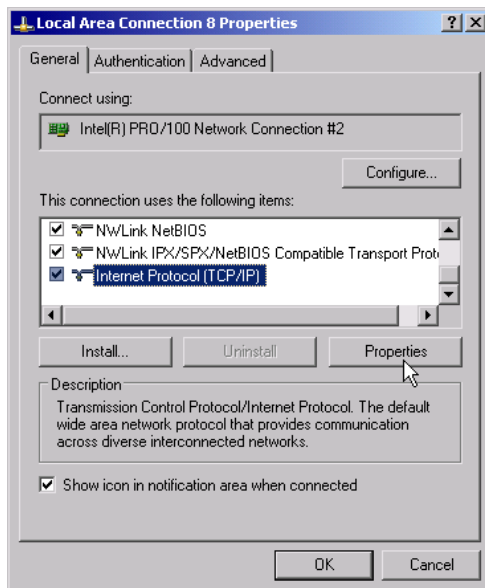 Local Area Connection 8 Properties
General Authentication Advanced
Connect using:
Intel(R) PRO/100 Network Connection #2
Configure...
This connection uses the following items:
NWLink NetBIOS
NWLink IPX/SPX/NetBIOS Compatible Transport Proto
Internet Protocol (TCP/IP)
Install... Uninstall Properties
Description
Transmission Control Protocol/Internet Protocol. The default
wide area network protocol that provides communication
across diverse interconnected networks.
Show icon in notification area when connected
OK Cancel